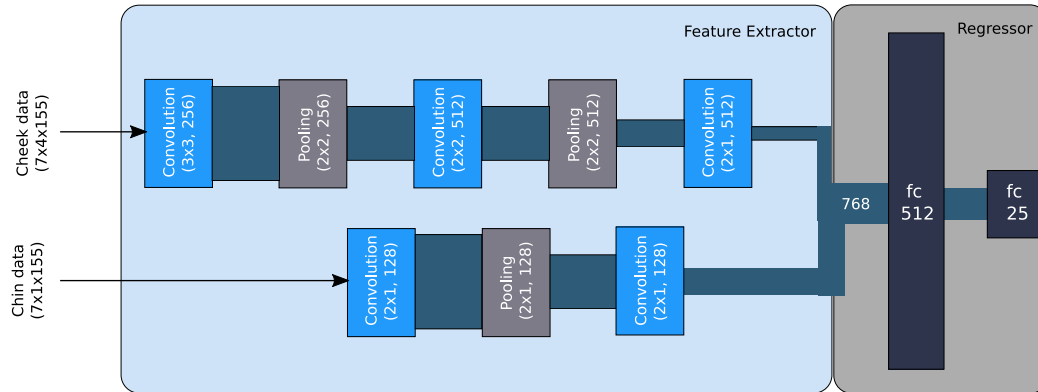 Feature Extractor
Regressor
Cheek data
(7x4x155)
Convolution
(3x3, 256)
Pooling
(2x2, 256)
Convolution
(2x2, 512)
Pooling
(2x2, 512)
Convolution
(2x1, 512)
768
fc
512
fc
25
Chin data
(7x1x155)
Convolution
(2x1, 128)
Pooling
(2x1, 128)
Convolution
(2x1, 128)